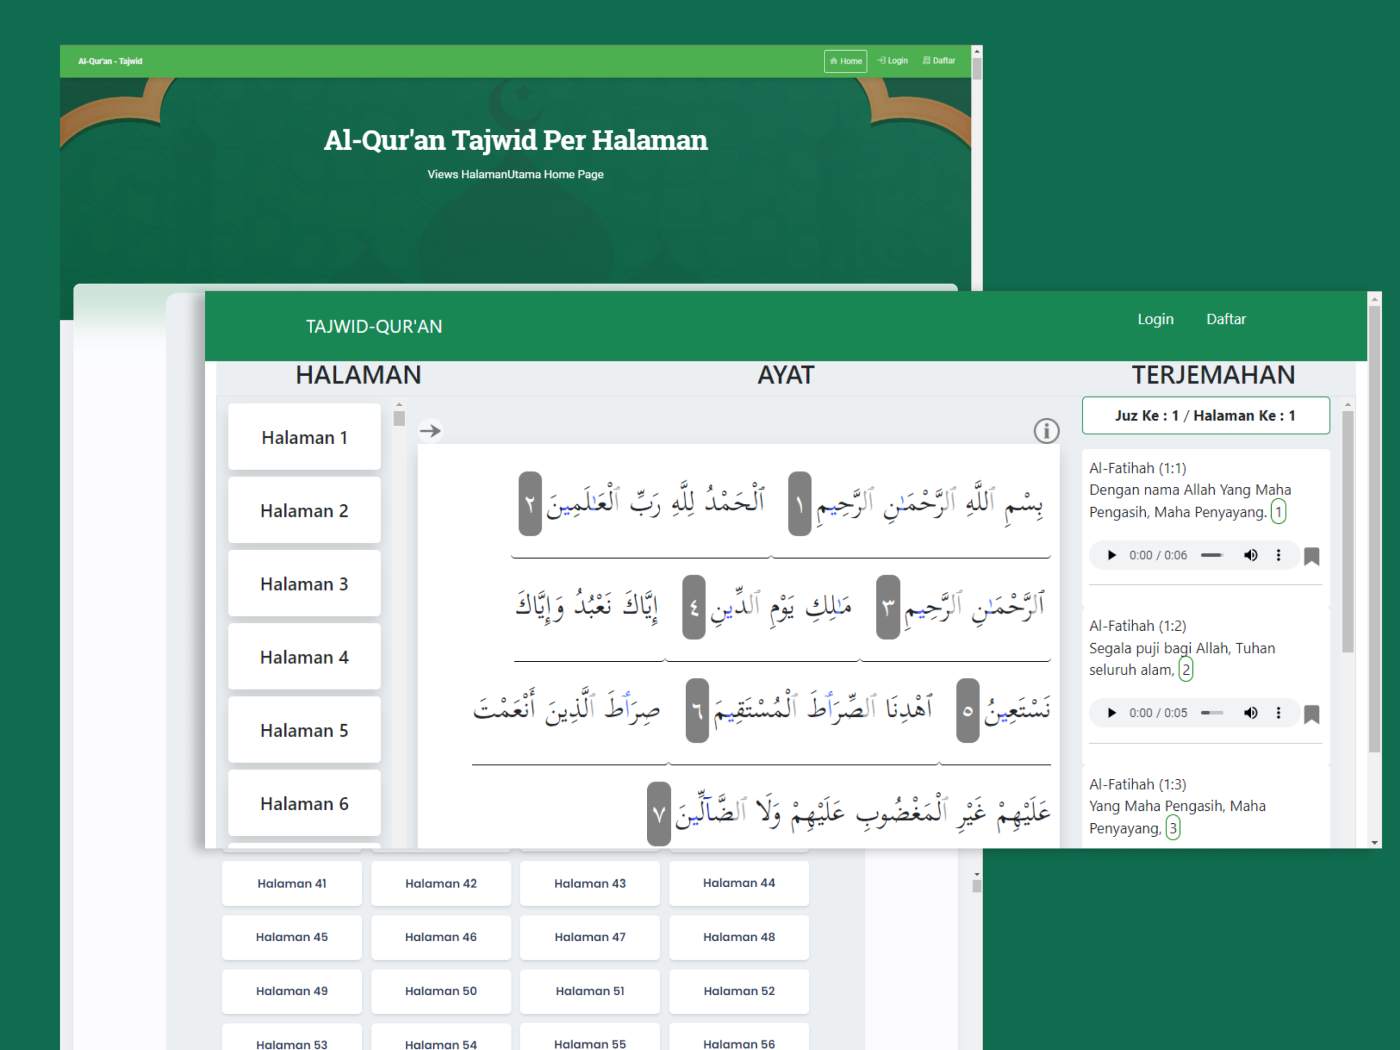 Al-Qur'an - Tajwid
Home
Login
Daftar
Al-Qur'an Tajwid Per Halaman
Views HalamanUtama Home Page
TAJWID-QUR'AN
Login
Daftar
HALAMAN
AYAT
TERJEMAHAN
Halaman 1
Halaman 2
Halaman 3
Halaman 4
Halaman 5
Halaman 6
بِسْمِ ٱللَّهِ ٱلرَّحْمَـٰنِ ٱلرَّحِيمِ ١ ٱلْحَمْدُ لِلَّهِ رَبِّ ٱلْعَـٰلَمِينَ ٢
ٱلرَّحْمَـٰنِ ٱلرَّحِيمِ ٣ مَـٰلِكِ يَوْمِ ٱلدِّينِ ٤ إِيَّاكَ نَعْبُدُ وَإِيَّاكَ
نَسْتَعِينُ ٥ ٱهْدِنَا ٱلصِّرَٲطَ ٱلْمُسْتَقِيمَ ٦ صِرَٲطَ ٱلَّذِينَ أَنْعَمْتَ
عَلَيْهِمْ غَيْرِ ٱلْمَغْضُوبِ عَلَيْهِمْ وَلَا ٱلضَّآلِّينَ ٧
Juz Ke : 1 / Halaman Ke : 1
Al-Fatihah (1:1)
Dengan nama Allah Yang Maha
Pengasih, Maha Penyayang. 1
0:00 / 0:06
Al-Fatihah (1:2)
Segala puji bagi Allah, Tuhan
seluruh alam, 2
0:00 / 0:05
Al-Fatihah (1:3)
Yang Maha Pengasih, Maha
Penyayang, 3
Halaman 41
Halaman 42
Halaman 43
Halaman 44
Halaman 45
Halaman 46
Halaman 47
Halaman 48
Halaman 49
Halaman 50
Halaman 51
Halaman 52
Halaman 53
Halaman 54
Halaman 55
Halaman 56